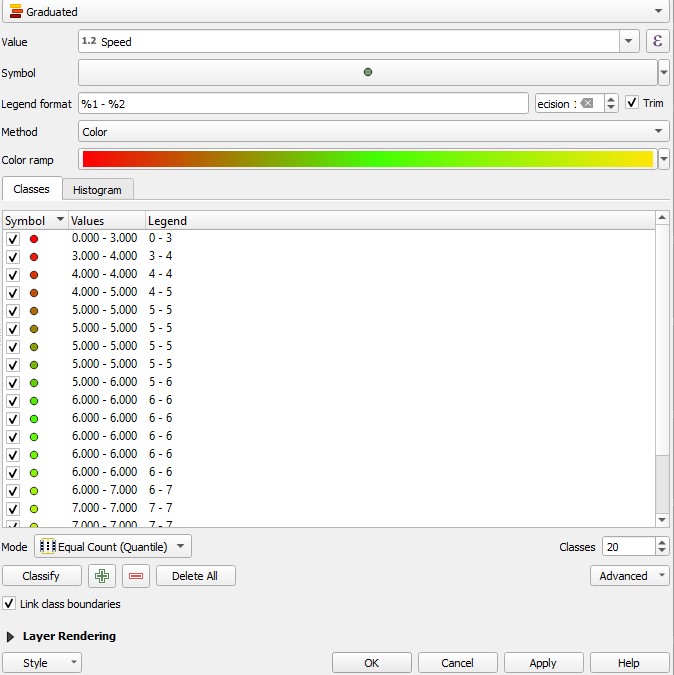 Graduated
Value 1.2 Speed ε
Symbol
Legend format %1 - %2 ecision 1 Trim
Method Color
Color ramp
Classes Histogram
Symbol Values Legend
0.000 - 3.000 0 - 3
3.000 - 4.000 3 - 4
4.000 - 4.000 4 - 4
4.000 - 5.000 4 - 5
5.000 - 5.000 5 - 5
5.000 - 5.000 5 - 5
5.000 - 5.000 5 - 5
5.000 - 5.000 5 - 5
5.000 - 6.000 5 - 6
6.000 - 6.000 6 - 6
6.000 - 6.000 6 - 6
6.000 - 6.000 6 - 6
6.000 - 6.000 6 - 6
6.000 - 6.000 6 - 6
6.000 - 7.000 6 - 7
7.000 - 7.000 7 - 7
7.000 - 7.000 7 - 7
Mode Equal Count (Quantile) Classes 20
Classify Delete All Advanced
Link class boundaries
Layer Rendering
Style OK Cancel Apply Help